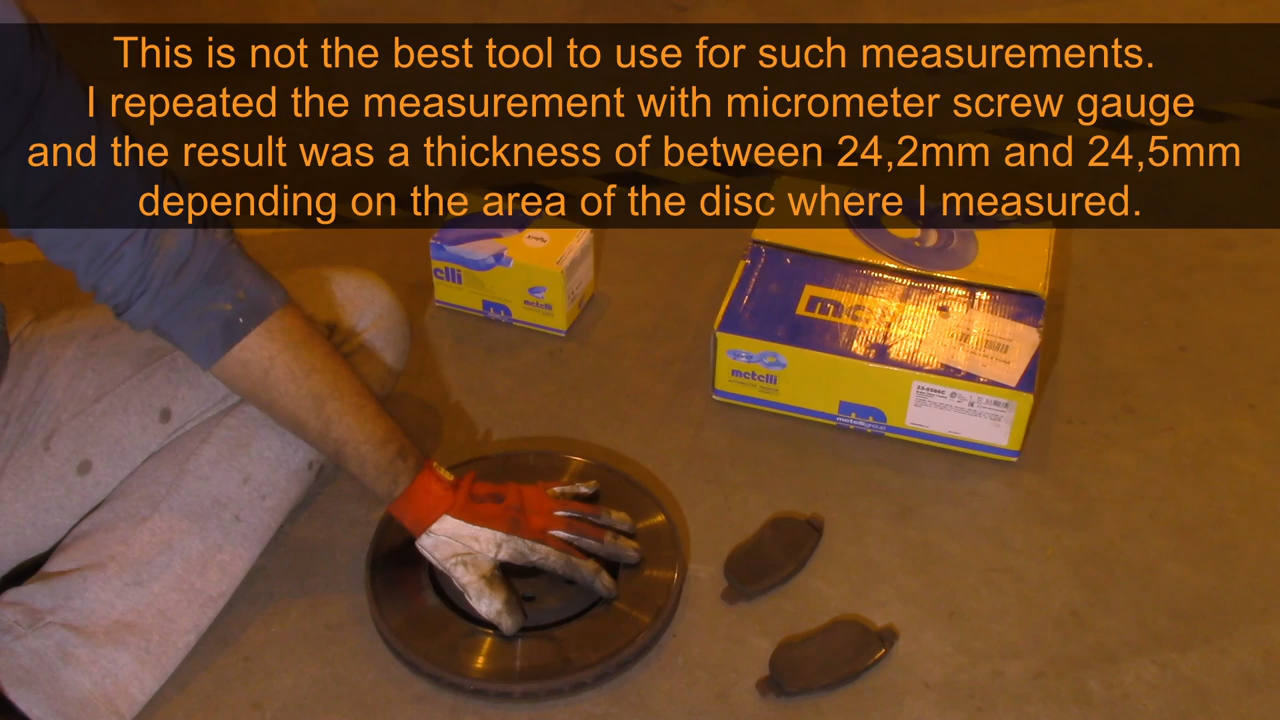 This is not the best tool to use for such measurements.
I repeated the measurement with micrometer screw gauge
and the result was a thickness of between 24,2mm and 24,5mm
depending on the area of the disc where I measured.
elli
metelli
metelli
metelligroup